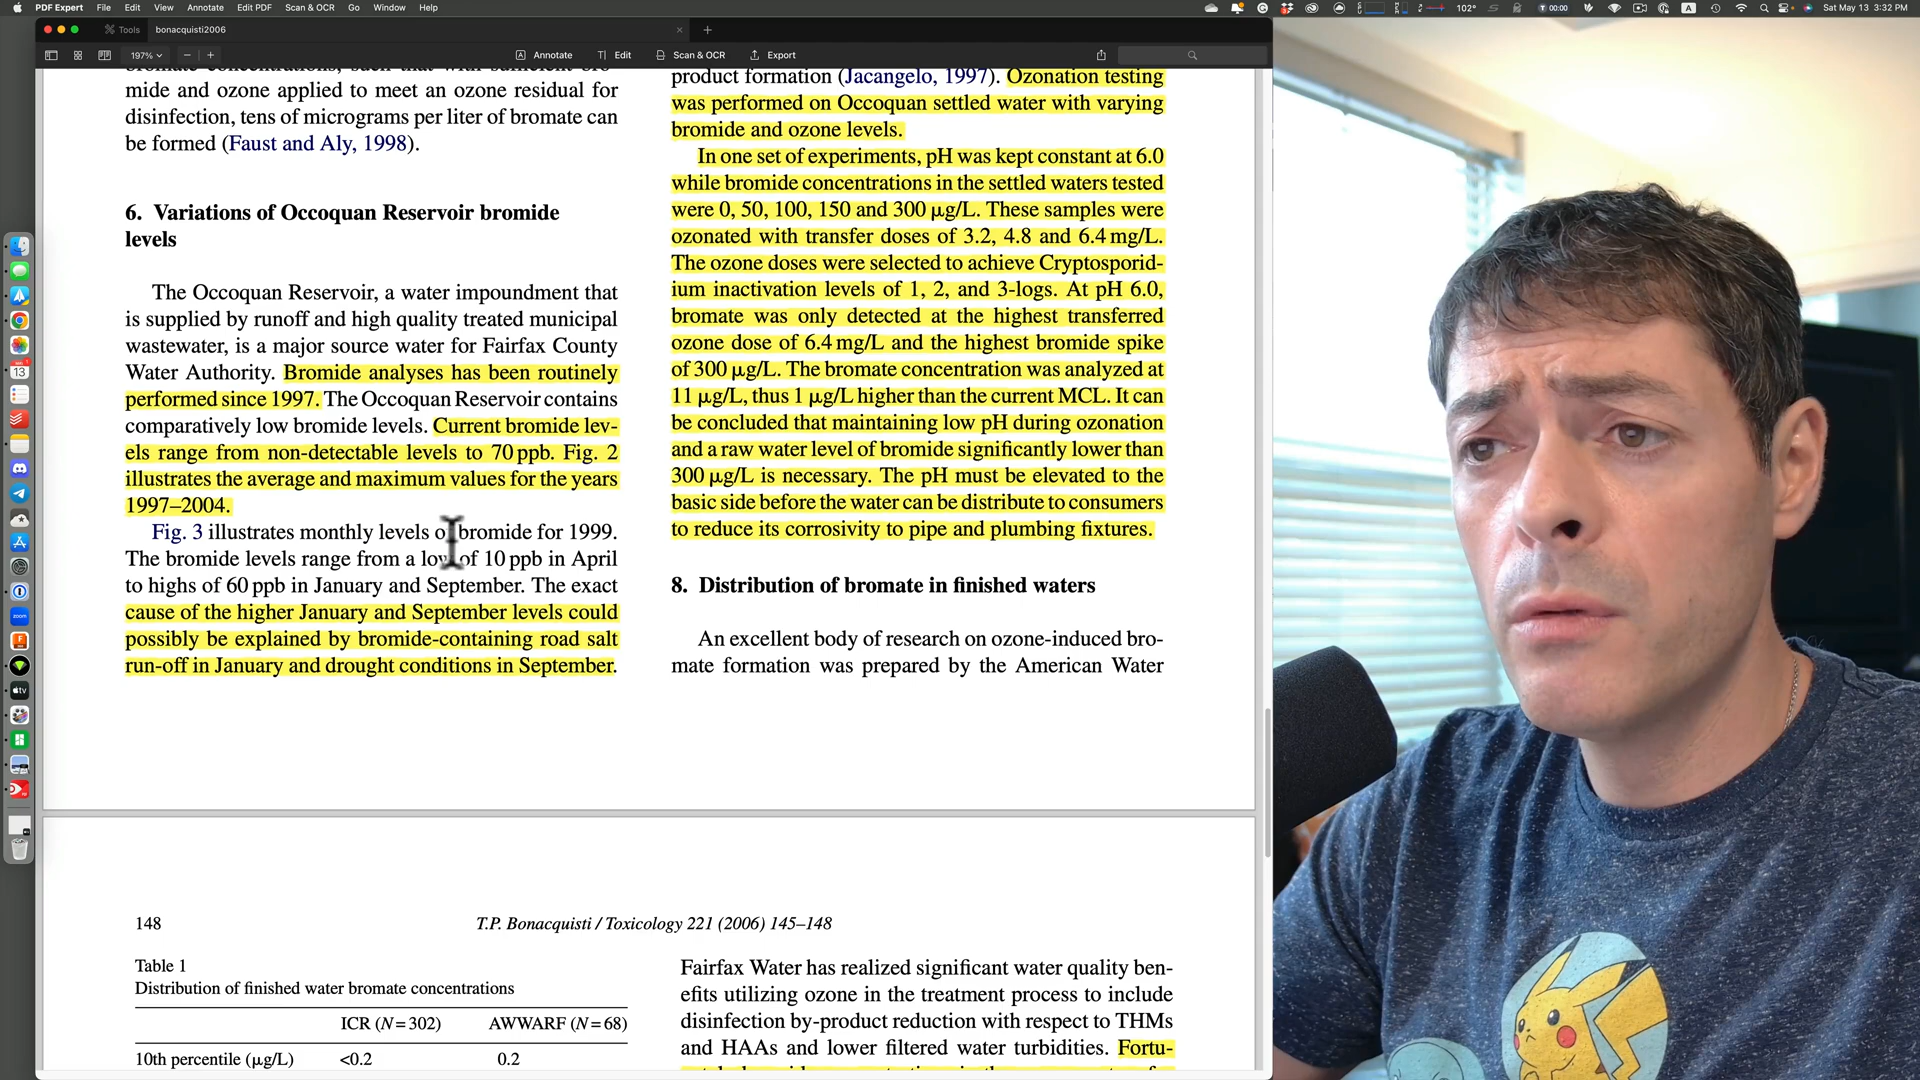 PDF Expert File Edit View Annotate Edit PDF Scan & OCR Go Window Help
00:00
102°
A
Sat May 13 3:32 PM
Tools
bonacquisti2006
197%
Annotate
Edit
Scan & OCR
Export
mide and ozone applied to meet an ozone residual for
disinfection, tens of micrograms per liter of bromate can
be formed (Faust and Aly, 1998).
6. Variations of Occoquan Reservoir bromide
levels
The Occoquan Reservoir, a water impoundment that
is supplied by runoff and high quality treated municipal
wastewater, is a major source water for Fairfax County
Water Authority. Bromide analyses has been routinely
performed since 1997. The Occoquan Reservoir contains
comparatively low bromide levels. Current bromide lev-
els range from non-detectable levels to 70 ppb. Fig. 2
illustrates the average and maximum values for the years
1997–2004.
Fig. 3 illustrates monthly levels of bromide for 1999.
The bromide levels range from a low of 10 ppb in April
to highs of 60 ppb in January and September. The exact
cause of the higher January and September levels could
possibly be explained by bromide-containing road salt
run-off in January and drought conditions in September.
product formation (Jacangelo, 1997). Ozonation testing
was performed on Occoquan settled water with varying
bromide and ozone levels.
In one set of experiments, pH was kept constant at 6.0
while bromide concentrations in the settled waters tested
were 0, 50, 100, 150 and 300 μg/L. These samples were
ozonated with transfer doses of 3.2, 4.8 and 6.4 mg/L.
The ozone doses were selected to achieve Cryptosporid-
ium inactivation levels of 1, 2, and 3-logs. At pH 6.0,
bromate was only detected at the highest transferred
ozone dose of 6.4 mg/L and the highest bromide spike
of 300 μg/L. The bromate concentration was analyzed at
11 μg/L, thus 1 μg/L higher than the current MCL. It can
be concluded that maintaining low pH during ozonation
and a raw water level of bromide significantly lower than
300 μg/L is necessary. The pH must be elevated to the
basic side before the water can be distribute to consumers
to reduce its corrosivity to pipe and plumbing fixtures.
8. Distribution of bromate in finished waters
An excellent body of research on ozone-induced bro-
mate formation was prepared by the American Water
148
T.P. Bonacquisti / Toxicology 221 (2006) 145–148
Table 1
Distribution of finished water bromate concentrations
ICR (N = 302) AWWARF (N = 68)
10th percentile (μg/L) <0.2 0.2
Fairfax Water has realized significant water quality ben-
efits utilizing ozone in the treatment process to include
disinfection by-product reduction with respect to THMs
and HAAs and lower filtered water turbidities. Fortu-
13
zoom
tv